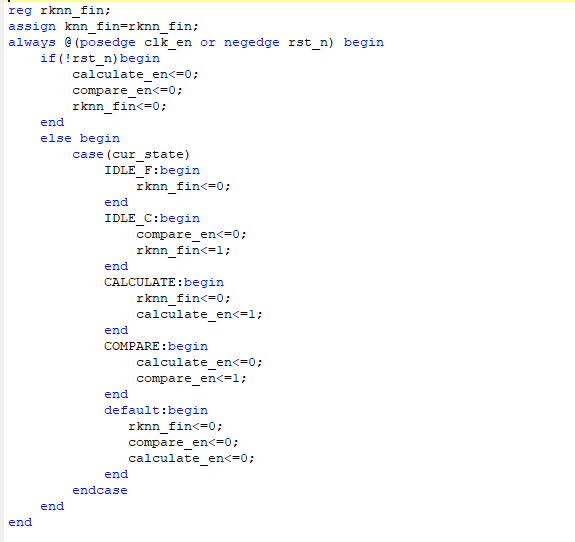 reg rknn_fin;
assign knn_fin=rknn_fin;
always @(posedge clk_en or negedge rst_n) begin
    if(!rst_n)begin
        calculate_en<=0;
        compare_en<=0;
        rknn_fin<=0;
    end
    else begin
        case(cur_state)
            IDLE_F:begin
                rknn_fin<=0;
            end
            IDLE_C:begin
                compare_en<=0;
                rknn_fin<=1;
            end
            CALCULATE:begin
                rknn_fin<=0;
                calculate_en<=1;
            end
            COMPARE:begin
                calculate_en<=0;
                compare_en<=1;
            end
            default:begin
               rknn_fin<=0;
               compare_en<=0;
               calculate_en<=0;
            end
        endcase
    end
end